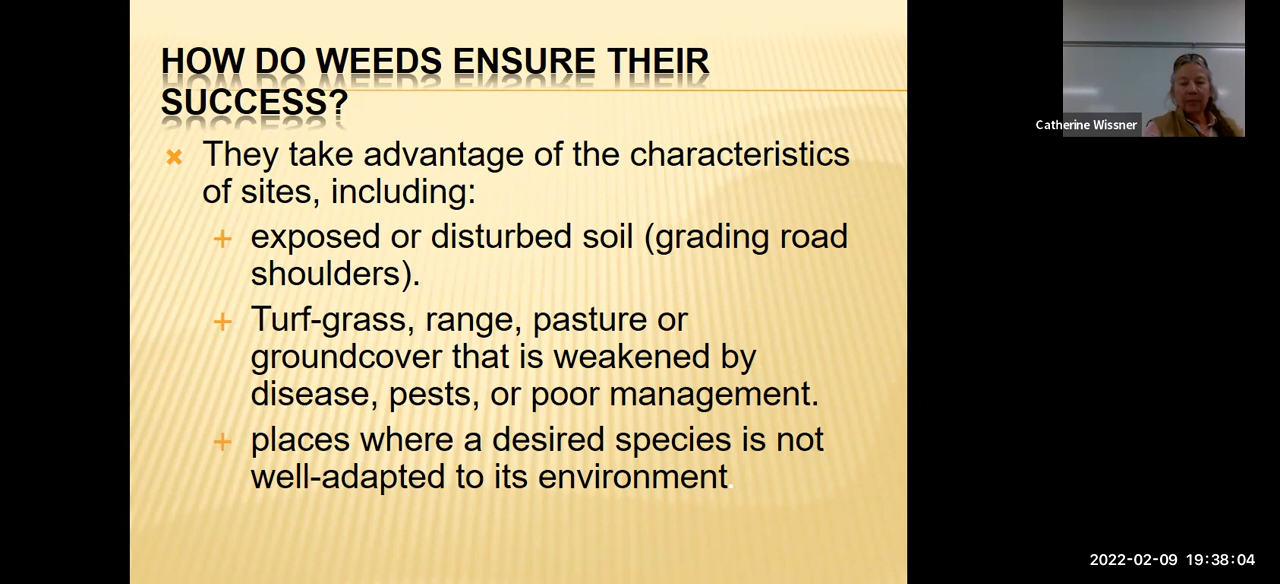 HOW DO WEEDS ENSURE THEIR
SUCCESS?
They take advantage of the characteristics
of sites, including:
exposed or disturbed soil (grading road
shoulders).
Turf-grass, range, pasture or
groundcover that is weakened by
disease, pests, or poor management.
places where a desired species is not
well-adapted to its environment.
Catherine Wissner
2022-02-09 19:38:04